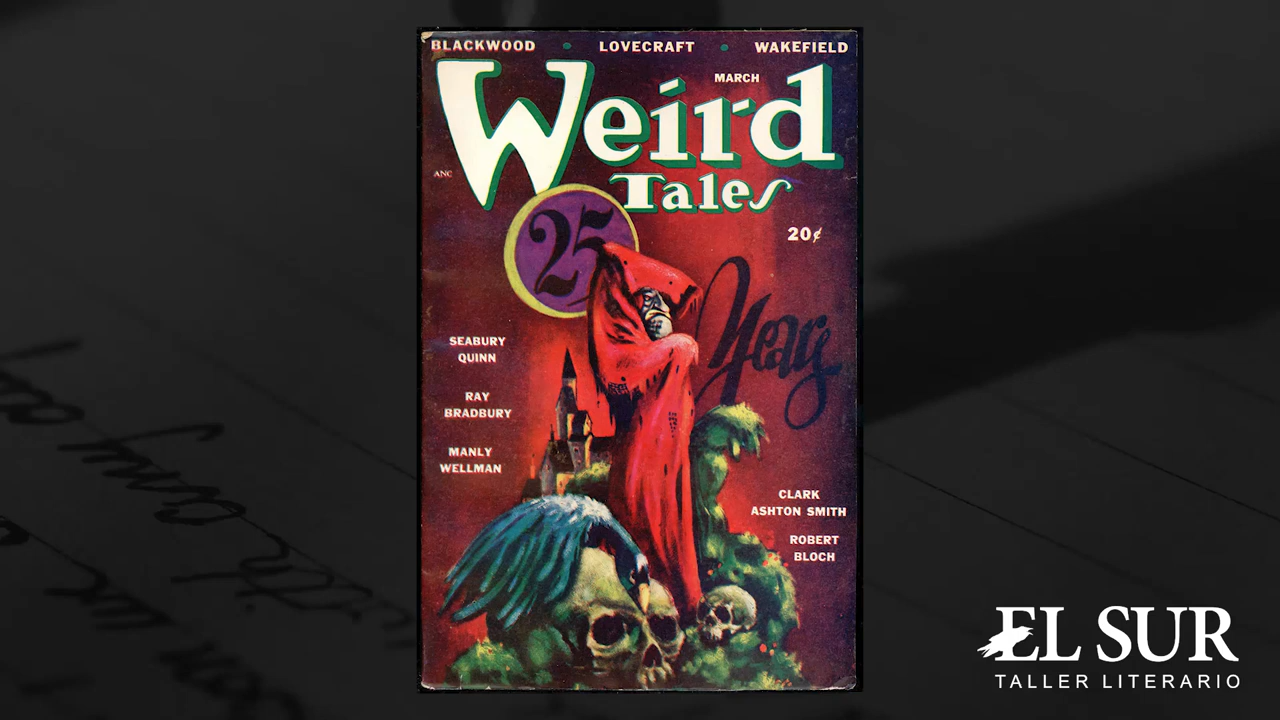 BLACKWOOD • LOVECRAFT • WAKEFIELD
MARCH
Weird
Tales
ANC
25
Years
20¢
SEABURY
QUINN
RAY
BRADBURY
MANLY
WELLMAN
CLARK
ASHTON SMITH
ROBERT
BLOCH
EL SUR
TALLER LITERARIO